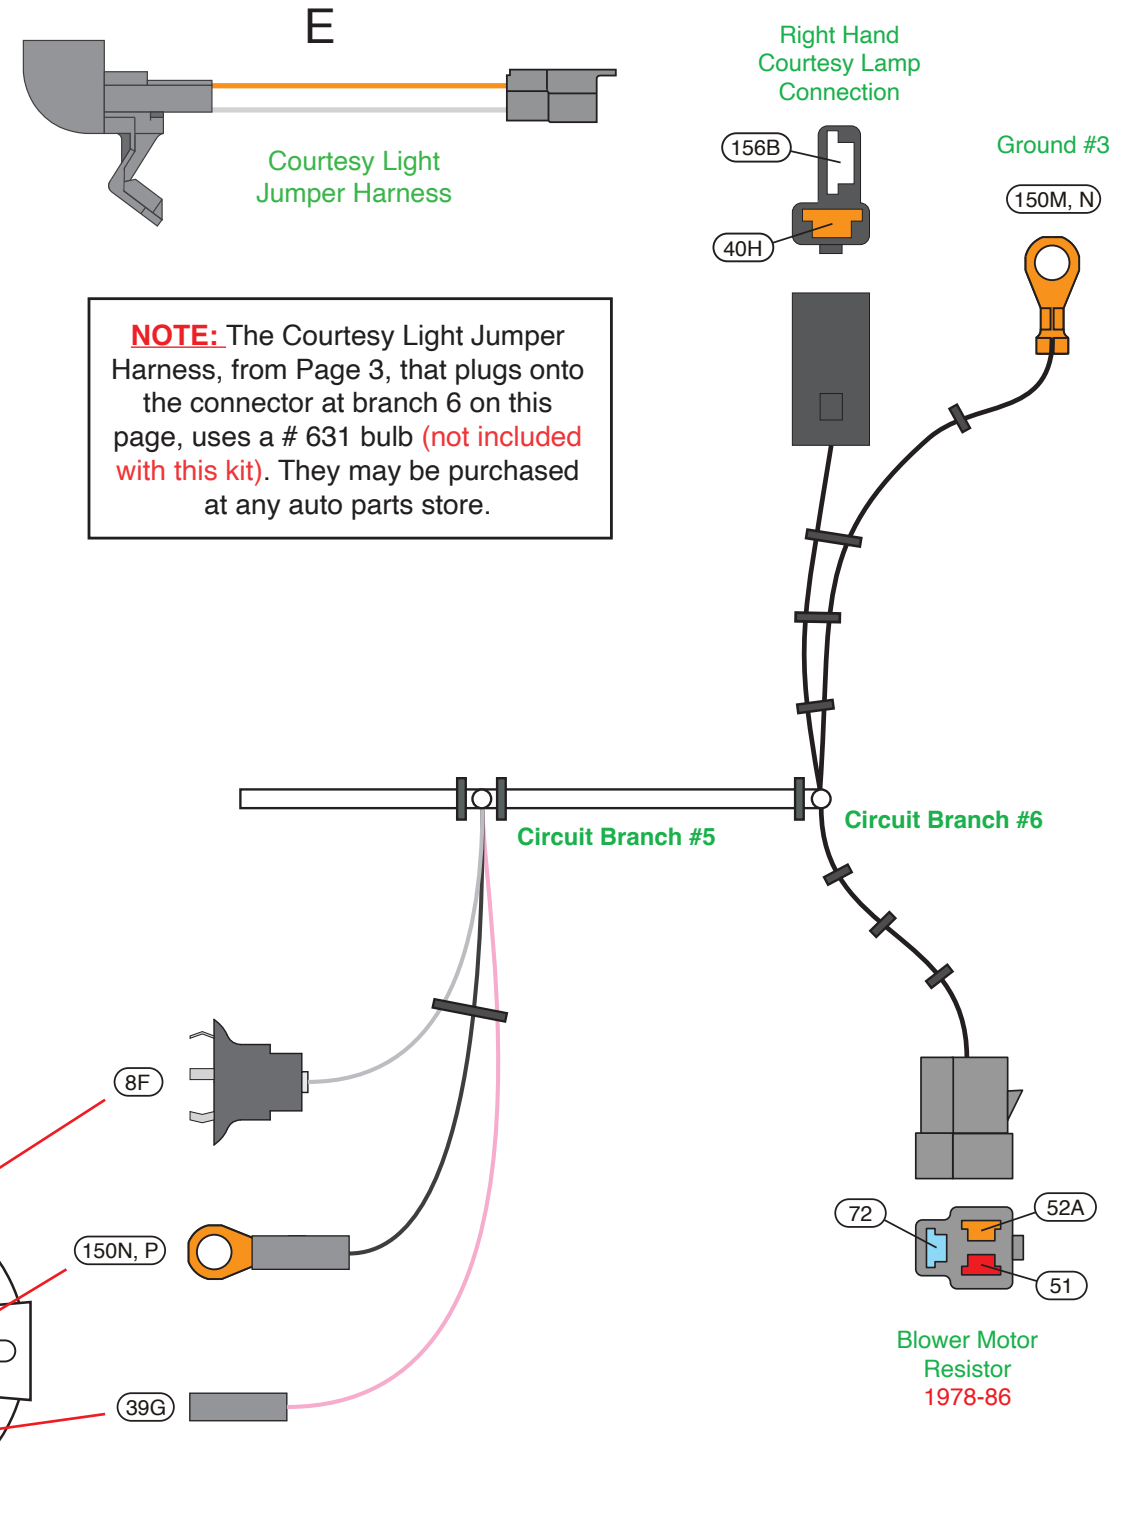 E
Courtesy Light
Jumper Harness
Right Hand
Courtesy Lamp
Connection
156B
40H
Ground #3
150M, N
NOTE: The Courtesy Light Jumper
Harness, from Page 3, that plugs onto
the connector at branch 6 on this
page, uses a # 631 bulb (not included
with this kit). They may be purchased
at any auto parts store.
Circuit Branch #5
Circuit Branch #6
8F
150N, P
39G
72
52A
51
Blower Motor
Resistor
1978-86